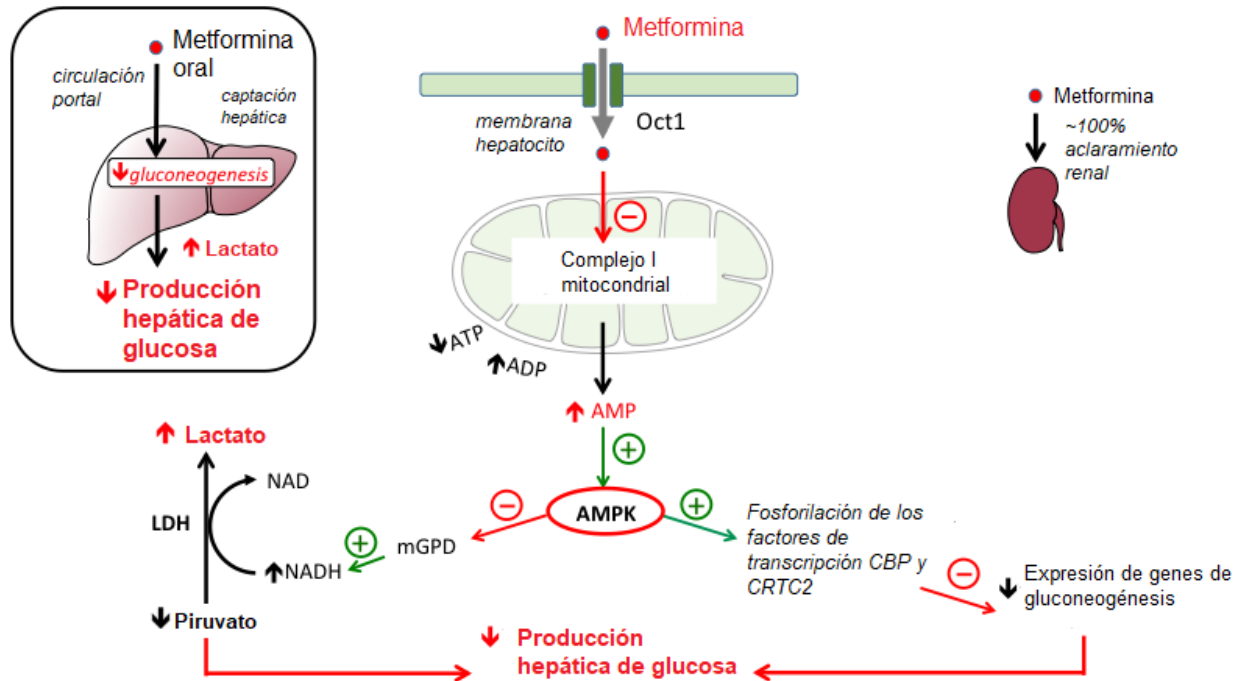 Metformina
oral
circulación
portal
captación
hepática
gluconeogenesis
Lactato
Producción
hepática de
glucosa
Metformina
membrana
hepatocito
Oct1
Complejo I
mitocondrial
ATP
ADP
AMP
AMPK
Metformina
~100%
aclaramiento
renal
Lactato
NAD
LDH
NADH
mGPD
Piruvato
Fosforilación de los
factores de
transcripción CBP y
CRTC2
Expresión de genes de
gluconeogénesis
Producción
hepática de glucosa